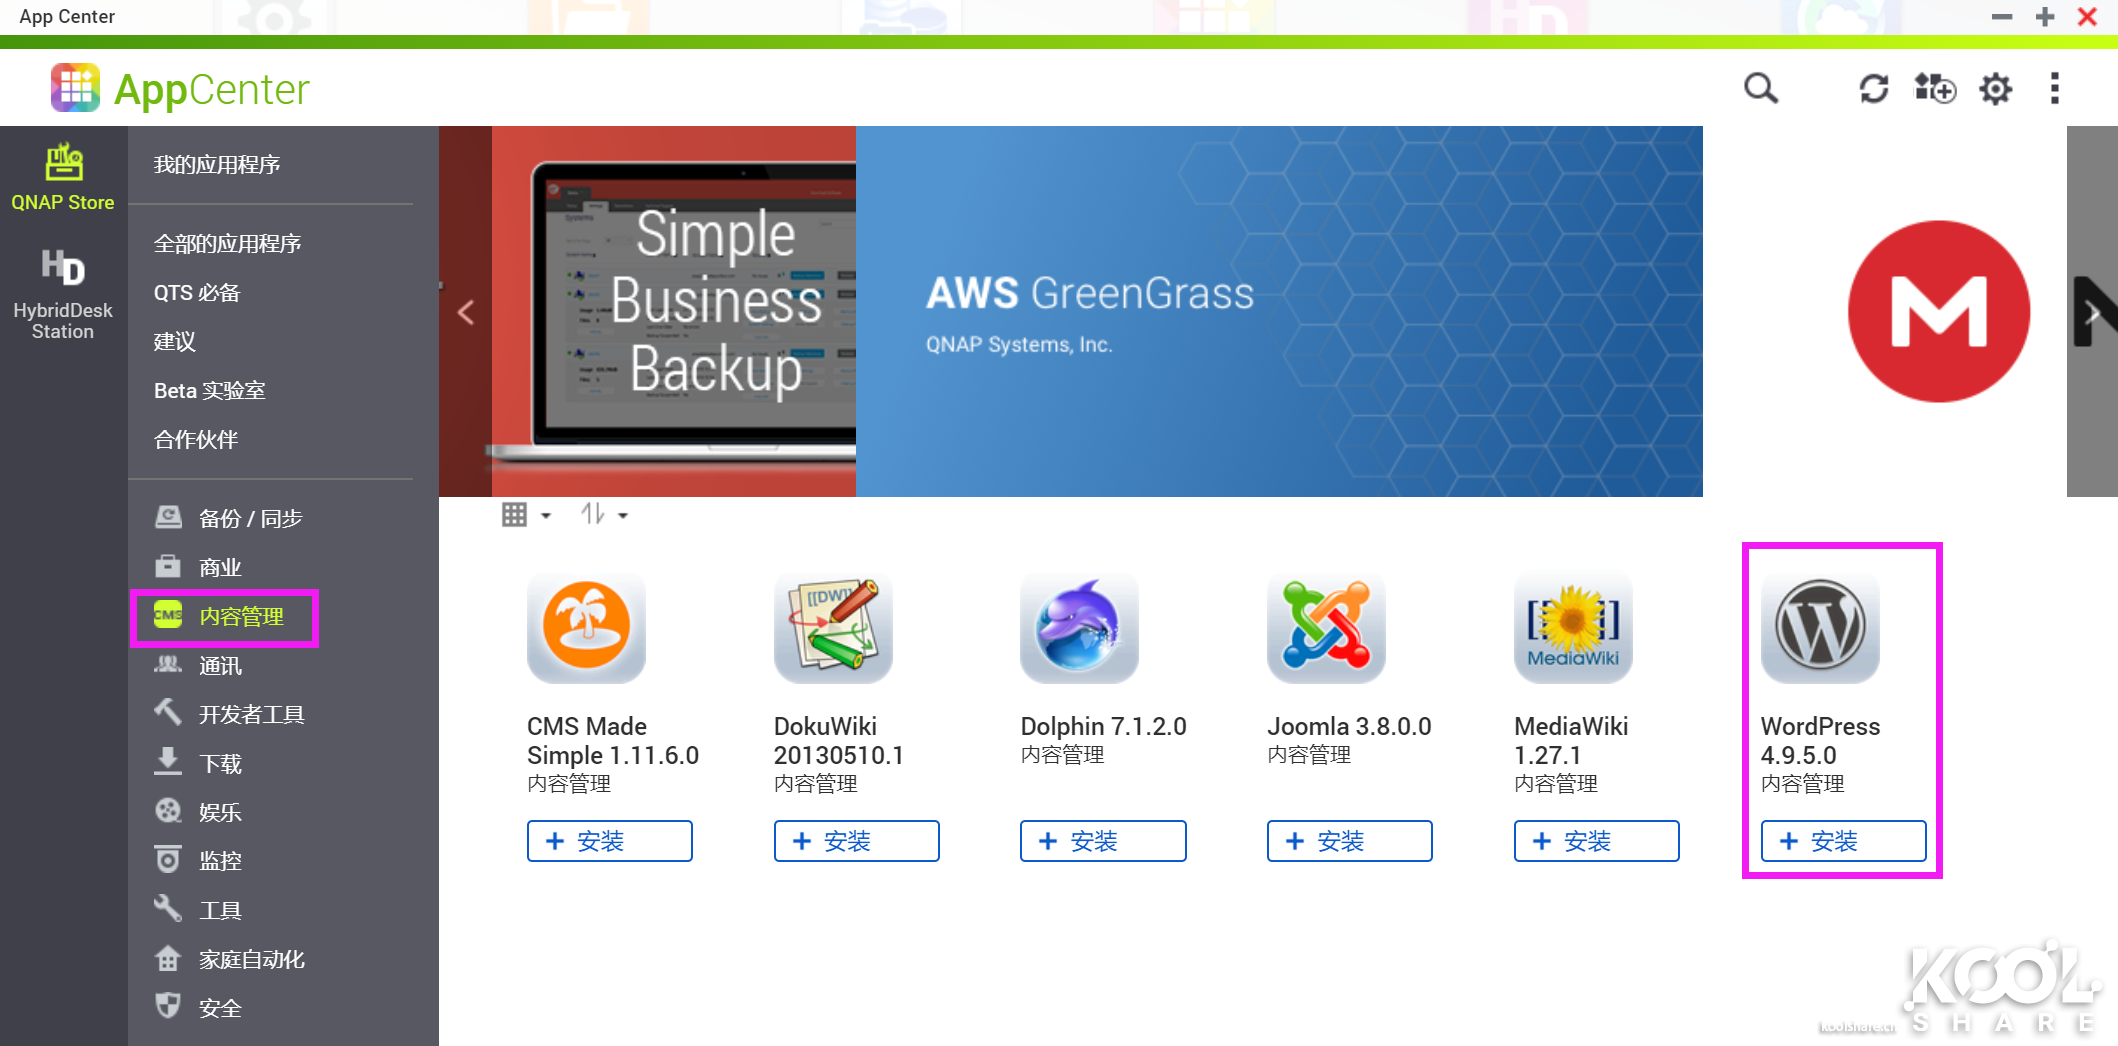 App Center
AppCenter
QNAP Store
HybridDesk
Station
我的应用程序
全部的应用程序
QTS 必备
建议
Beta 实验室
合作伙伴
备份 / 同步
商业
CMS 内容管理
通讯
开发者工具
下载
娱乐
监控
工具
家庭自动化
安全
Simple
Business
Backup
AWS GreenGrass
QNAP Systems, Inc.
M
[[DW]]
MediaWiki
W
CMS Made
Simple 1.11.6.0
内容管理
安装
DokuWiki
20130510.1
内容管理
安装
Dolphin 7.1.2.0
内容管理
安装
Joomla 3.8.0.0
内容管理
安装
MediaWiki
1.27.1
内容管理
安装
WordPress
4.9.5.0
内容管理
安装
KOOL
SHARE
koolshare.cn